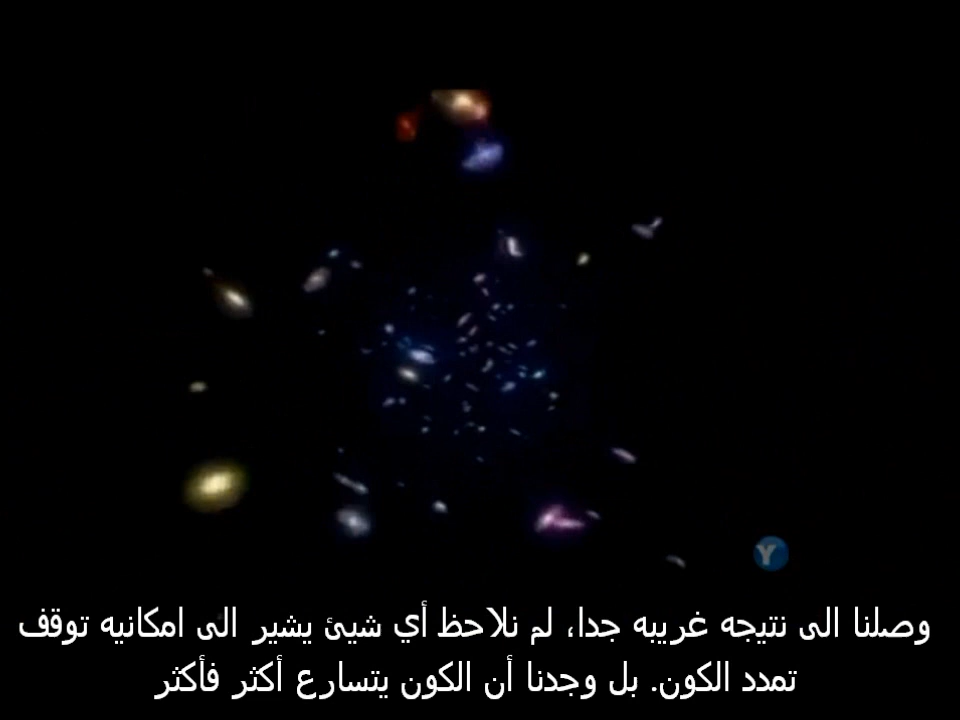 وصلنا الى نتيجه غريبه جدا، لم نلاحظ أي شيئ يشير الى امكانيه توقف
تمدد الكون. بل وجدنا أن الكون يتسارع أكثر فأكثر
Y